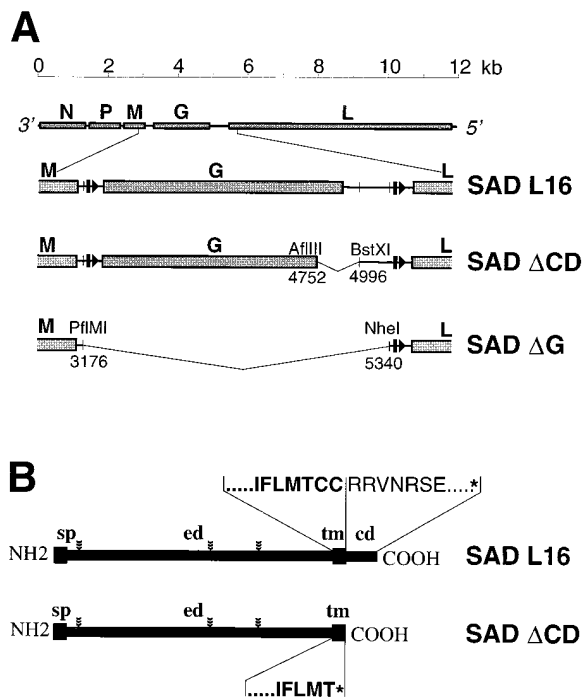 A
0 2 4 6 8 10 12 kb
N P M G L
3' 5'
M G L SAD L16
M G AflIII BstXI L SAD ΔCD
4752 4996
M PflMI NheI L SAD ΔG
3176 5340
B
.....IFLMTCC RRVNRSE.....*
sp ed tm cd
NH2 COOH SAD L16
sp ed tm
NH2 COOH SAD ΔCD
.....IFLMT*